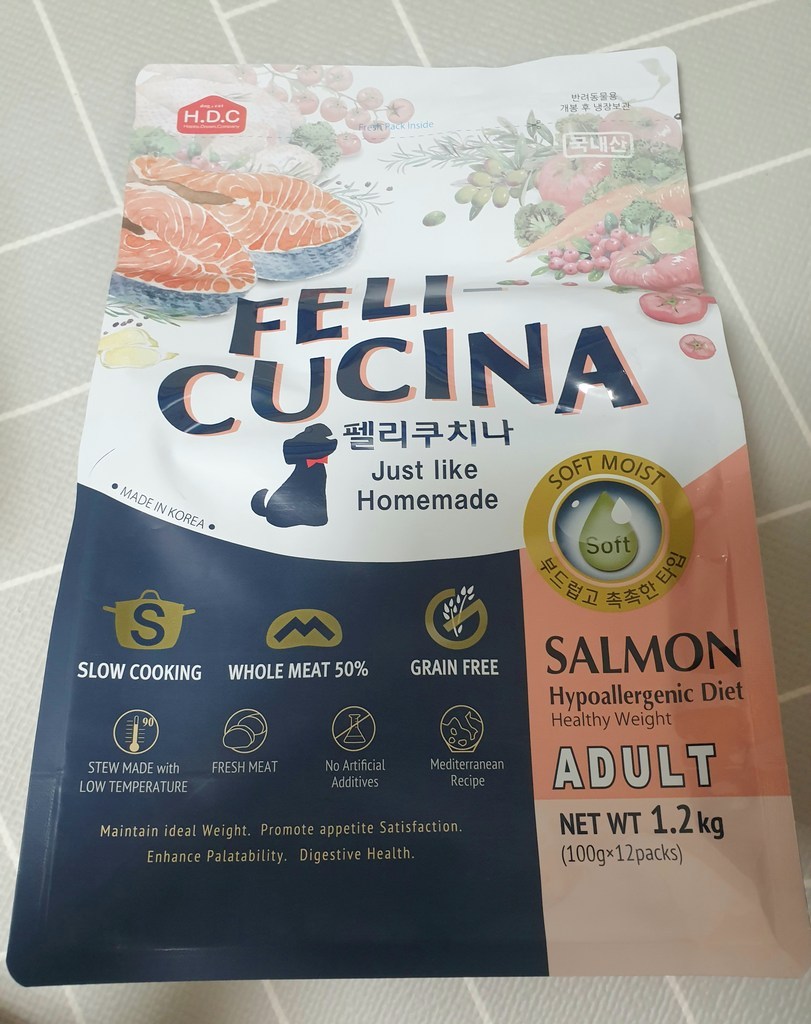 H.D.C
Fresh Pack Inside
반려동물용
개봉 후 냉장보관
국내산
FELI
CUCINA
펠리쿠치나
Just like
Homemade
• MADE IN KOREA •
SOFT MOIST
Soft
부드럽고 촉촉한 타입
S
SLOW COOKING
WHOLE MEAT 50%
GRAIN FREE
90
STEW MADE with
LOW TEMPERATURE
FRESH MEAT
No Artificial
Additives
Mediterranean
Recipe
Maintain ideal Weight. Promote appetite Satisfaction.
Enhance Palatability. Digestive Health.
SALMON
Hypoallergenic Diet
Healthy Weight
ADULT
NET WT 1.2kg
(100g×12packs)